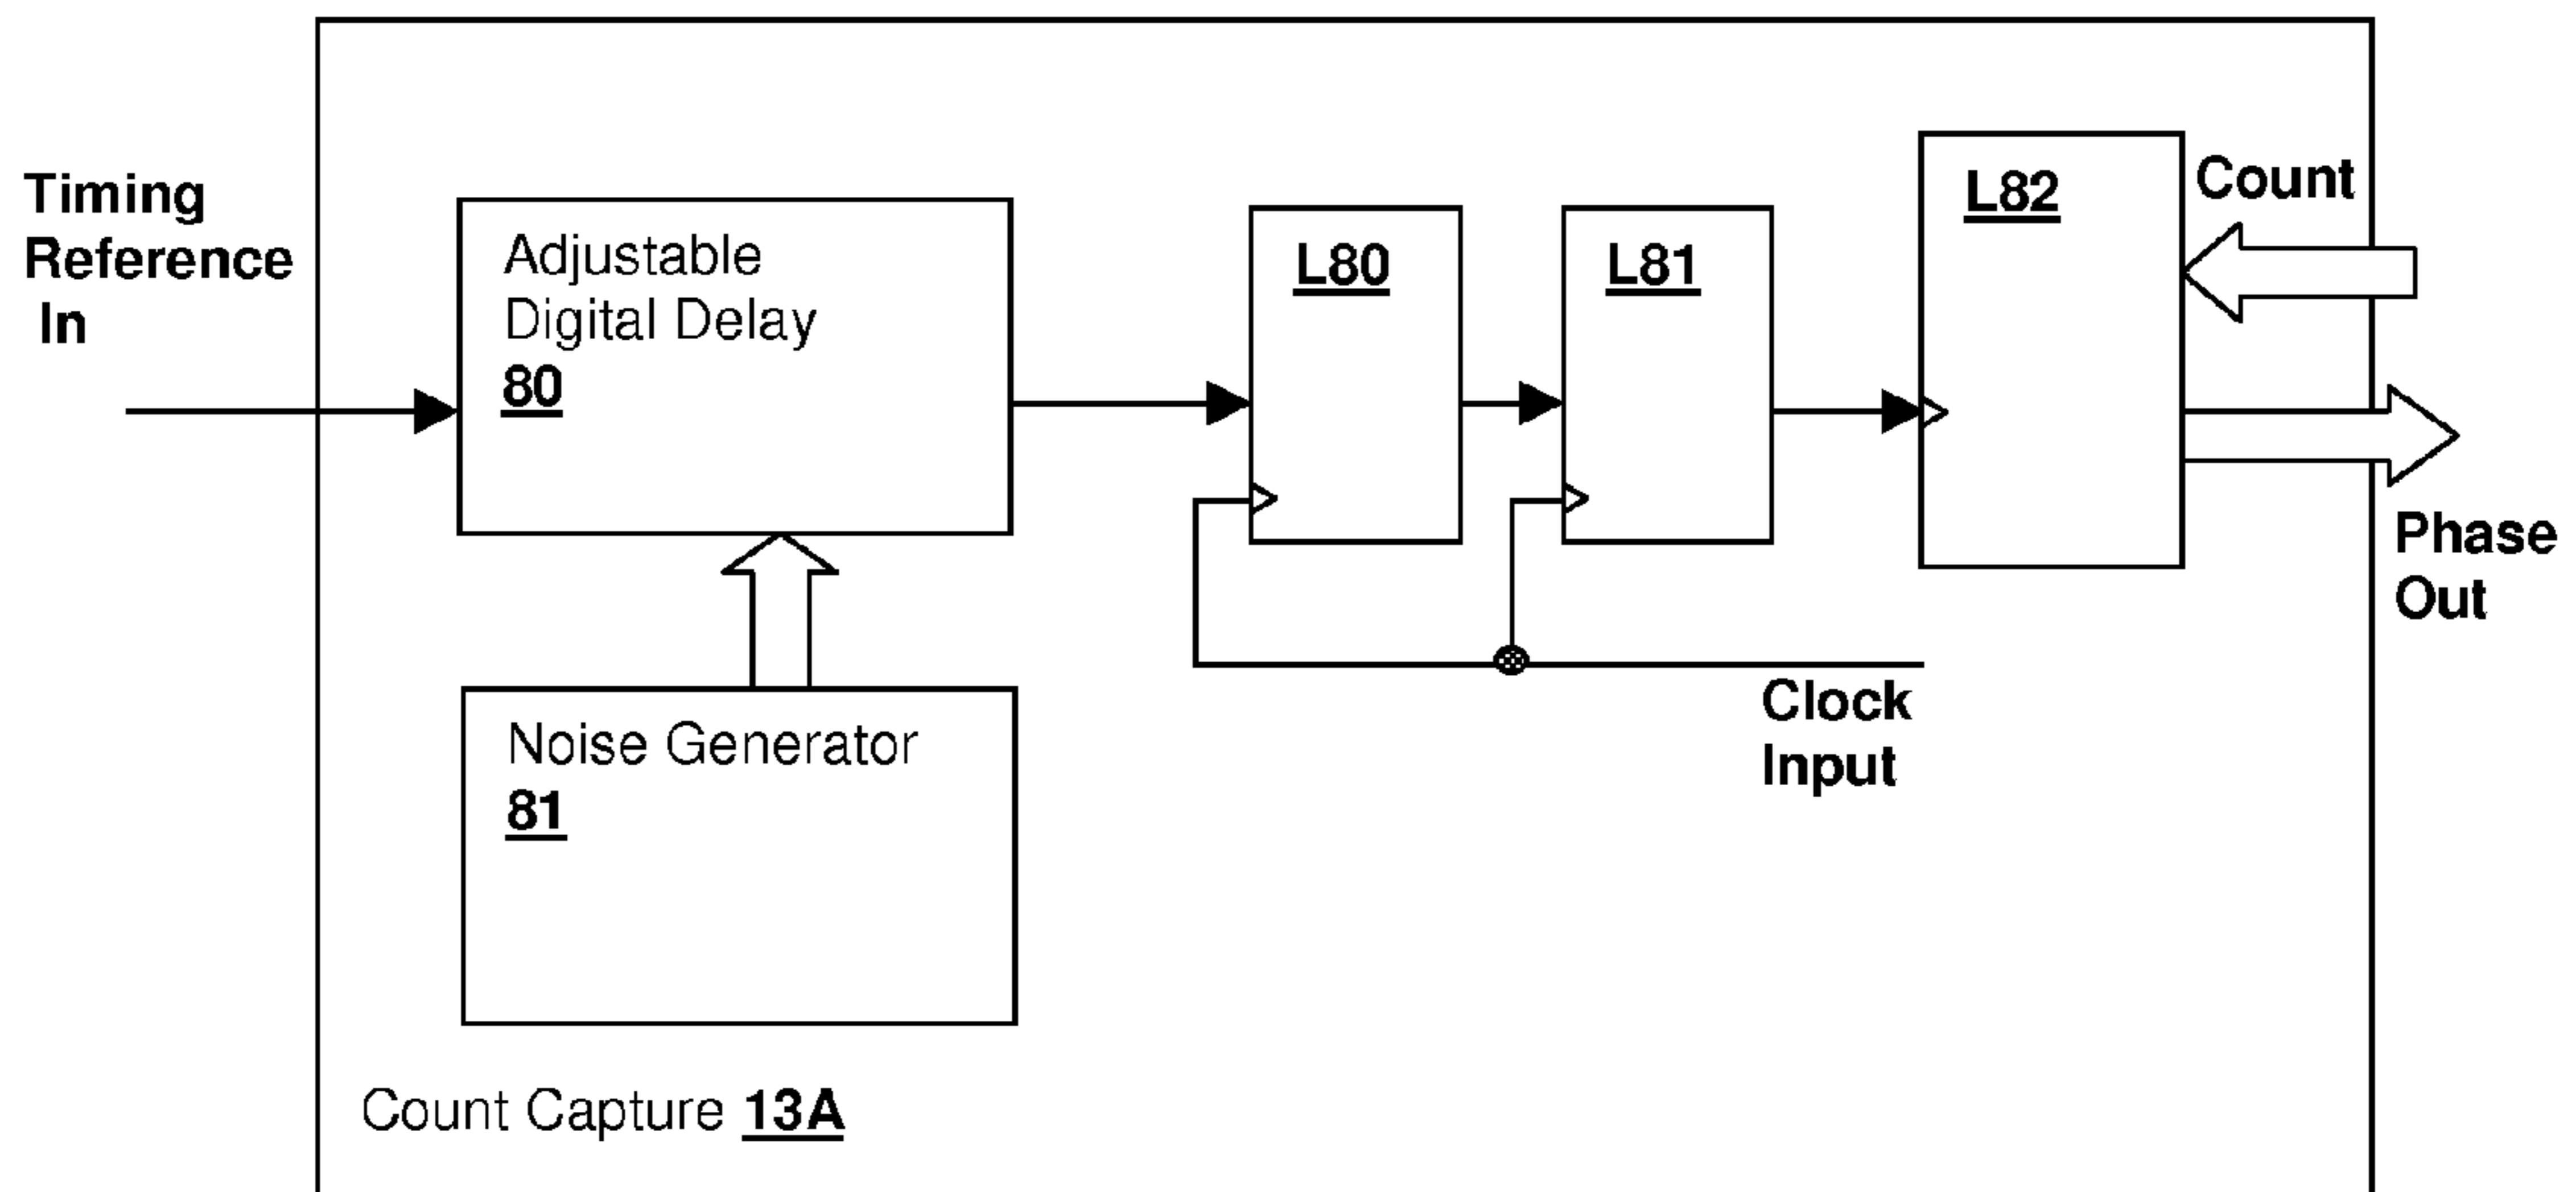 Timing
Reference
In
Adjustable
Digital Delay
80
L80
L81
L82
Count
Phase
Out
Clock
Input
Noise Generator
81
Count Capture 13A